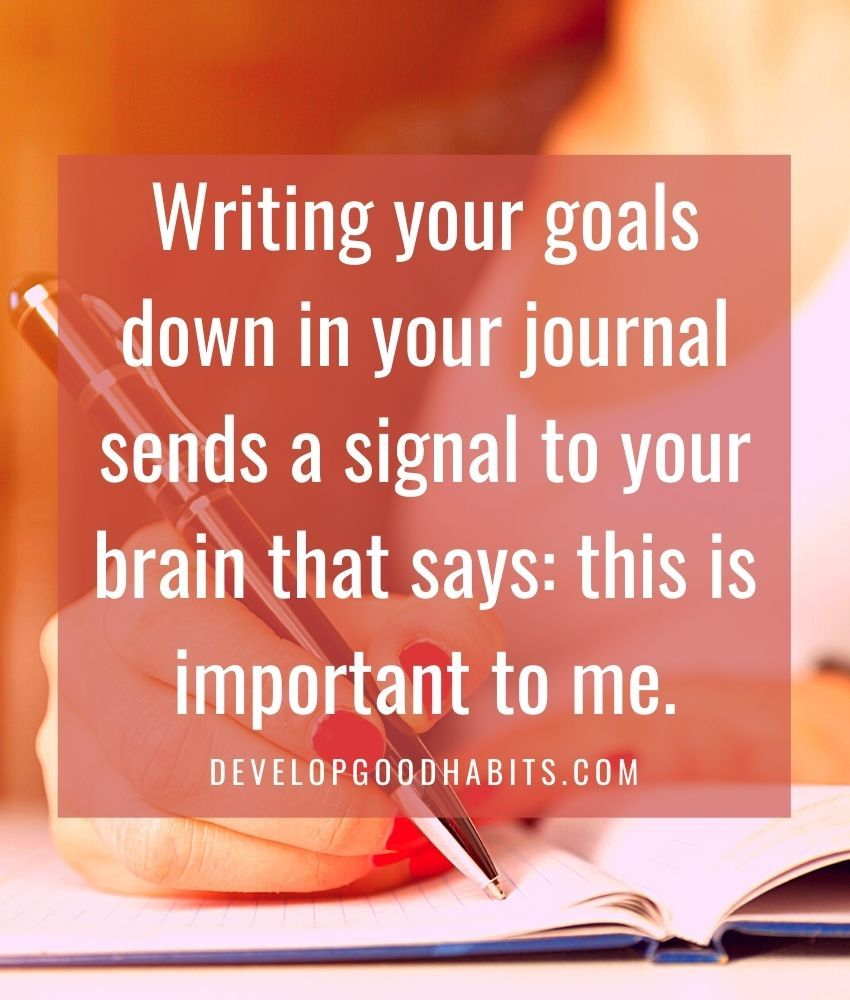 Writing your goals
down in your journal
sends a signal to your
brain that says: this is
important to me.
DEVELOPGOODHABITS.COM